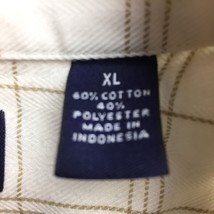 XL
60% COTTON
40%
POLYESTER
MADE IN
INDONESIA